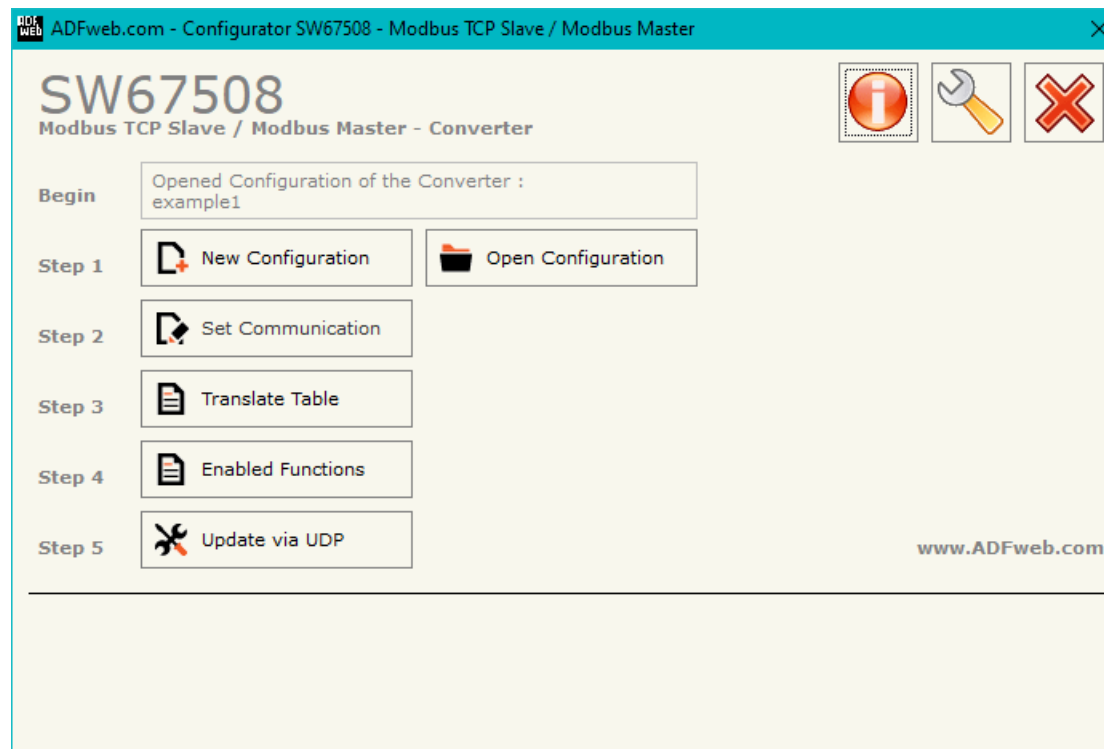 ADF WEB ADFweb.com - Configurator SW67508 - Modbus TCP Slave / Modbus Master
SW67508
Modbus TCP Slave / Modbus Master - Converter
Begin
Opened Configuration of the Converter :
example1
Step 1
New Configuration
Open Configuration
Step 2
Set Communication
Step 3
Translate Table
Step 4
Enabled Functions
Step 5
Update via UDP
www.ADFweb.com